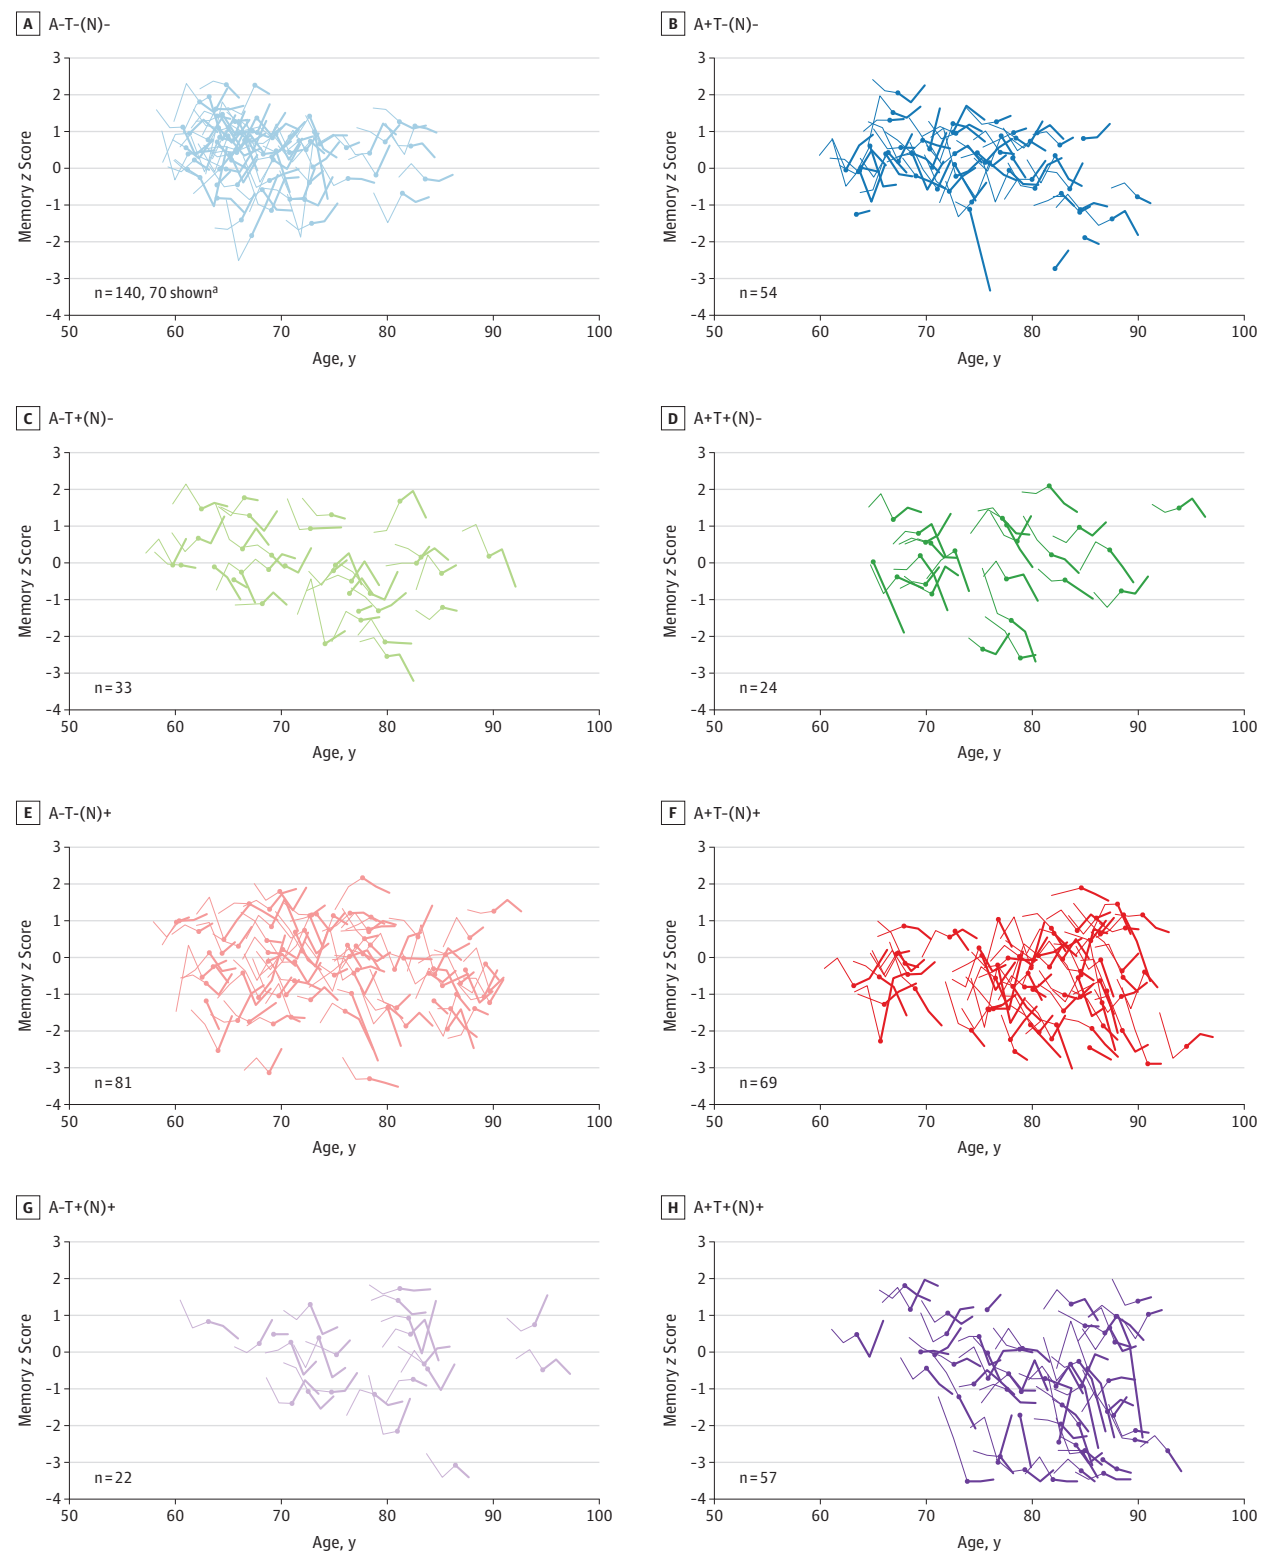 A A-T-(N)-
3
2
1
0
-1
-2
-3
-4
Memory z Score
n=140, 70 shownᵃ
50 60 70 80 90 100
Age, y
B A+T-(N)-
3
2
1
0
-1
-2
-3
-4
Memory z Score
n=54
50 60 70 80 90 100
Age, y
C A-T+(N)-
3
2
1
0
-1
-2
-3
-4
Memory z Score
n=33
50 60 70 80 90 100
Age, y
D A+T+(N)-
3
2
1
0
-1
-2
-3
-4
Memory z Score
n=24
50 60 70 80 90 100
Age, y
E A-T-(N)+
3
2
1
0
-1
-2
-3
-4
Memory z Score
n=81
50 60 70 80 90 100
Age, y
F A+T-(N)+
3
2
1
0
-1
-2
-3
-4
Memory z Score
n=69
50 60 70 80 90 100
Age, y
G A-T+(N)+
3
2
1
0
-1
-2
-3
-4
Memory z Score
n=22
50 60 70 80 90 100
Age, y
H A+T+(N)+
3
2
1
0
-1
-2
-3
-4
Memory z Score
n=57
50 60 70 80 90 100
Age, y